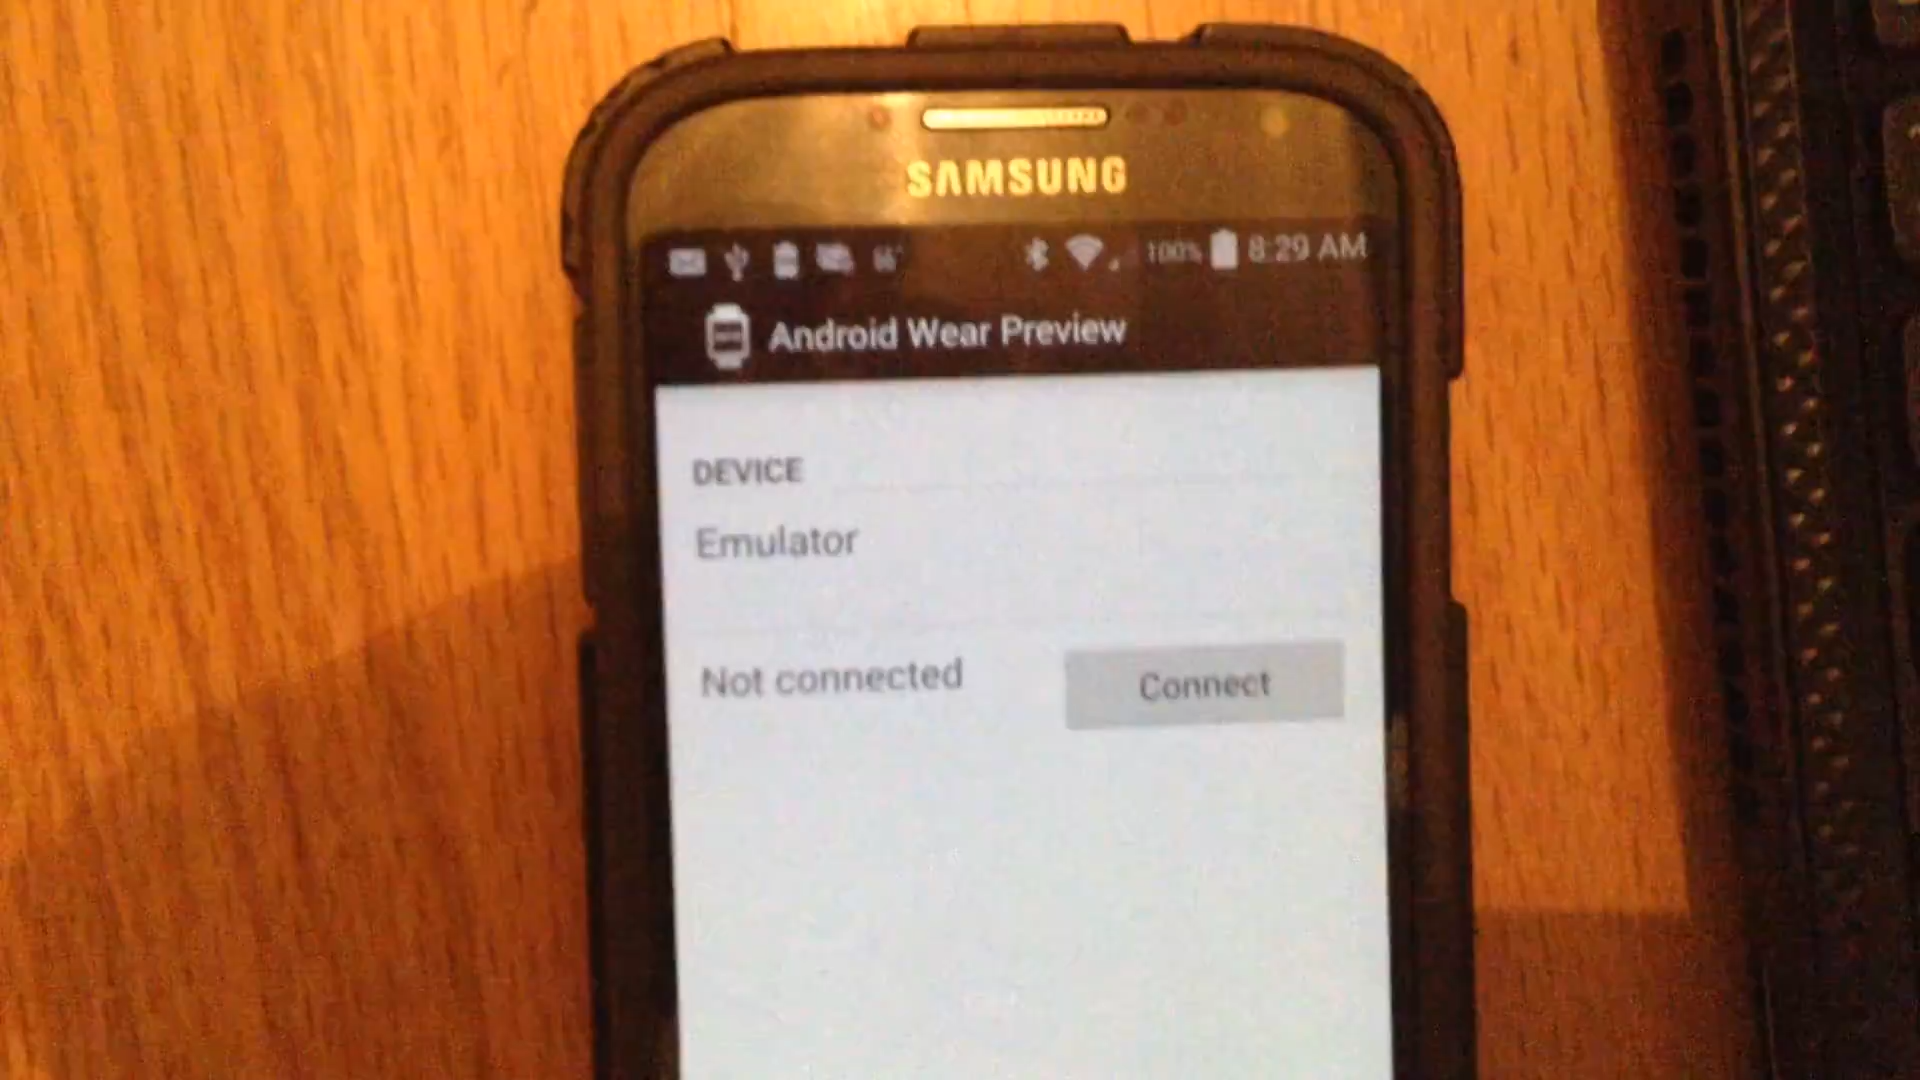 SAMSUNG
100% 8:29 AM
Android Wear Preview
DEVICE
Emulator
Not connected
Connect